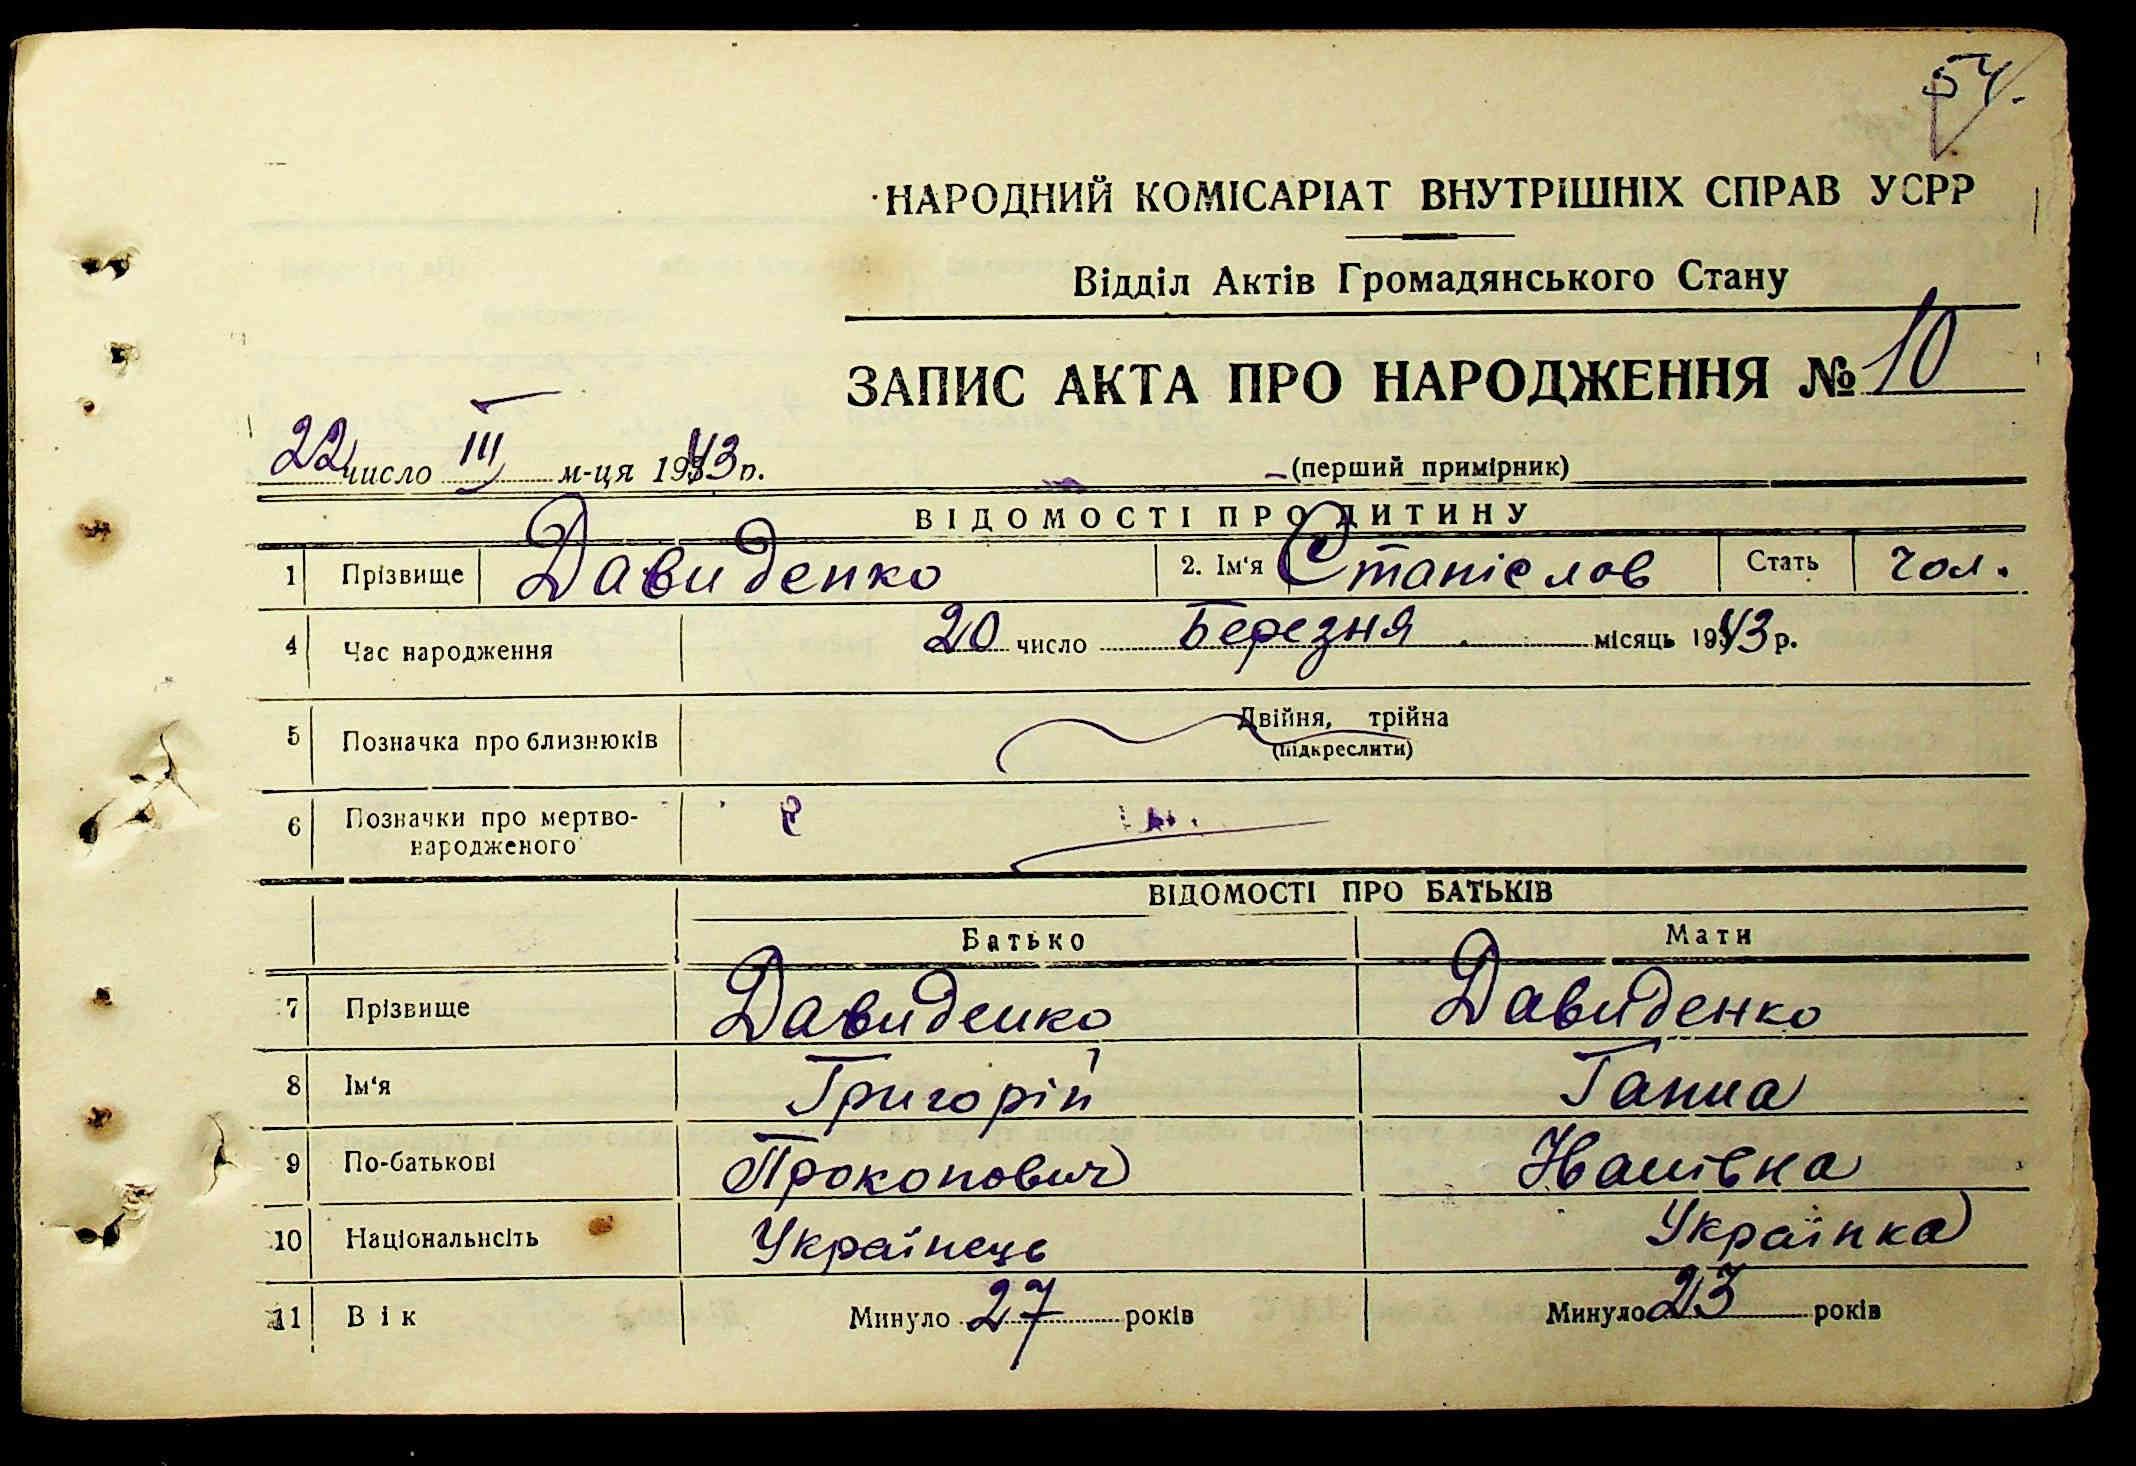 54.
НАРОДНИЙ КОМІСАРІАТ ВНУТРІШНІХ СПРАВ УСРР
Відділ Актів Громадянського Стану
ЗАПИС АКТА ПРО НАРОДЖЕННЯ № 10
22 число III м-ця 1943 р.
(перший примірник)
ВІДОМОСТІ ПРО ДИТИНУ
1 Прізвище Давиденко 2. Ім‘я Станіслов Стать чол.
4 Час народження 20 число Березня місяць 1943 р.
5 Позначка про близнюків Двійня, трійна
(підкреслити)
6 Позначки про мертво-
народженого
ВІДОМОСТІ ПРО БАТЬКІВ
Батько Мати
7 Прізвище Давиденко Давиденко
8 Ім‘я Григорій Ганна
9 По-батькові Прокопович Іванівна
10 Національнсіть Українець Українка
11 Вік Минуло 27 років Минуло 23 років